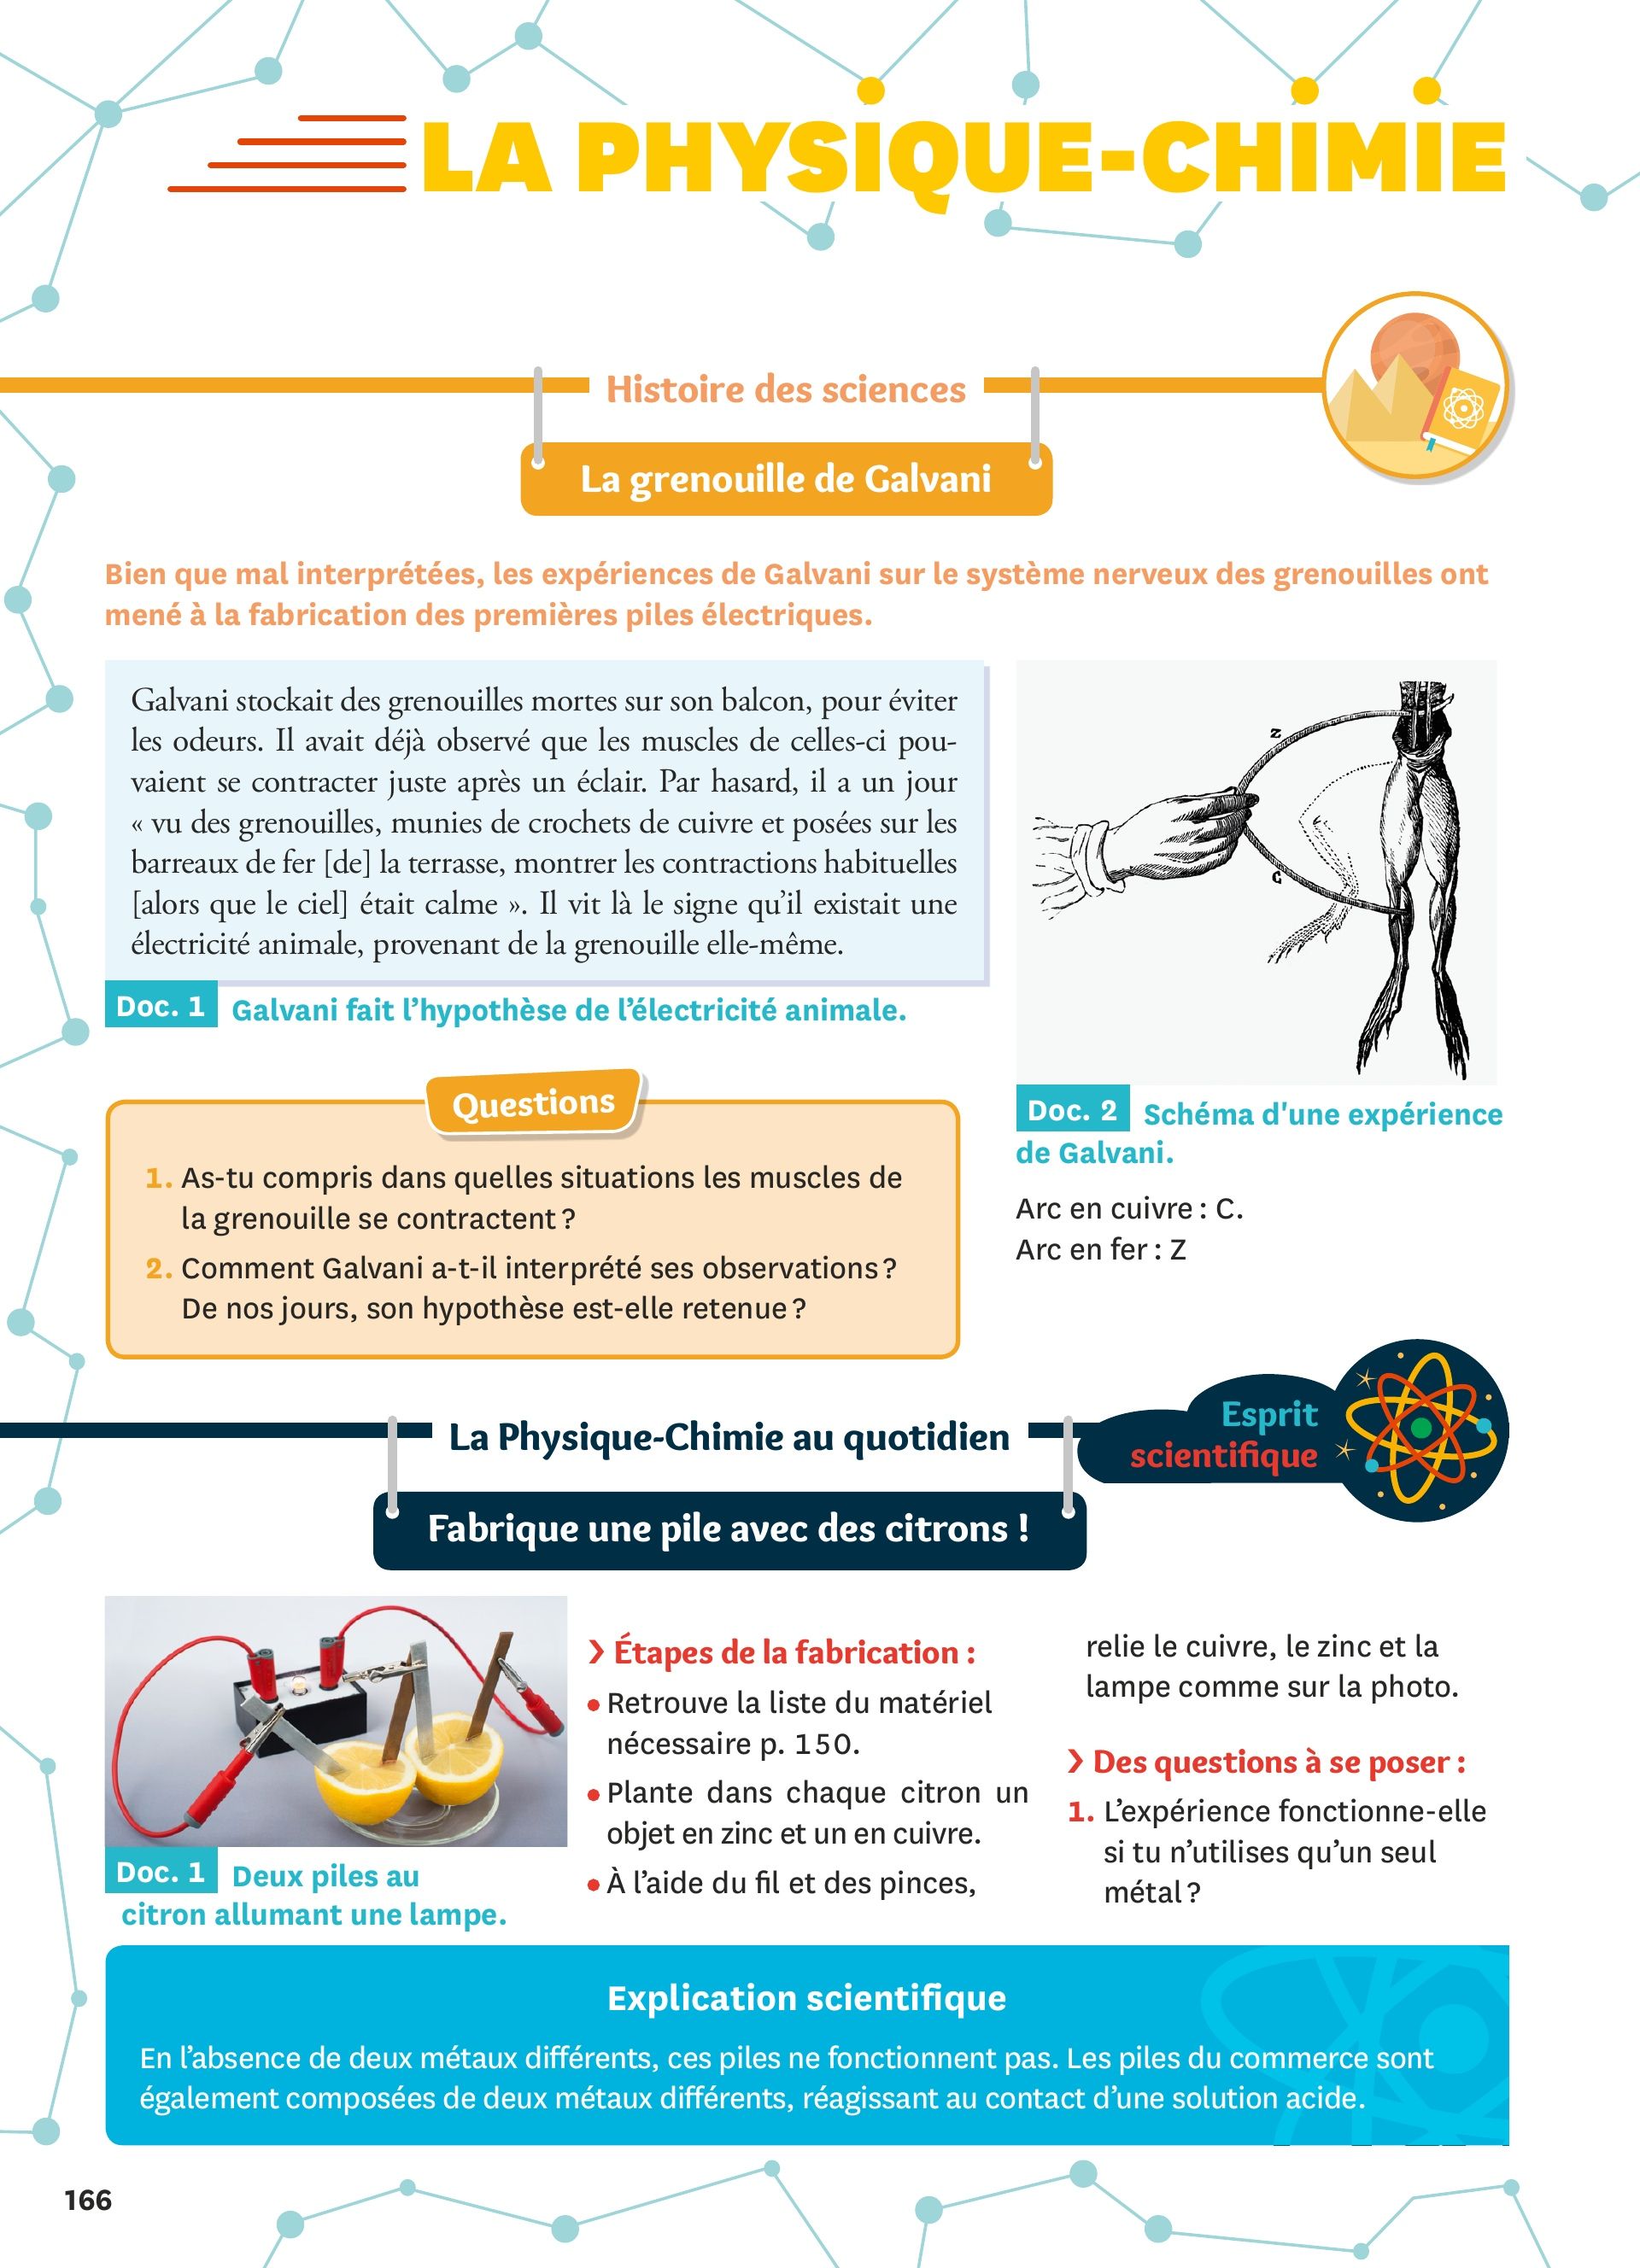 LA PHYSIQUE-CHIMIE
Histoire des sciences
La grenouille de Galvani
Bien que mal interprétées, les expériences de Galvani sur le système nerveux des grenouilles ont
mené à la fabrication des premières piles électriques.
Galvani stockait des grenouilles mortes sur son balcon, pour éviter
les odeurs. Il avait déjà observé que les muscles de celles-ci pou-
vaient se contracter juste après un éclair. Par hasard, il a un jour
« vu des grenouilles, munies de crochets de cuivre et posées sur les
barreaux de fer [de] la terrasse, montrer les contractions habituelles
[alors que le ciel] était calme ». Il vit là le signe qu'il existait une
électricité animale, provenant de la grenouille elle-même.
Doc. 1 Galvani fait l'hypothèse de l'électricité animale.
Z
C
Doc. 2 Schéma d'une expérience
de Galvani.
Arc en cuivre : C.
Arc en fer : Z
Questions
1. As-tu compris dans quelles situations les muscles de
la grenouille se contractent ?
2. Comment Galvani a-t-il interprété ses observations ?
De nos jours, son hypothèse est-elle retenue ?
La Physique-Chimie au quotidien
Esprit
scientifique
Fabrique une pile avec des citrons !
Doc. 1 Deux piles au
citron allumant une lampe.
› Étapes de la fabrication :
• Retrouve la liste du matériel
nécessaire p. 150.
• Plante dans chaque citron un
objet en zinc et un en cuivre.
• À l'aide du fil et des pinces,
relie le cuivre, le zinc et la
lampe comme sur la photo.
› Des questions à se poser :
1. L'expérience fonctionne-elle
si tu n'utilises qu'un seul
métal ?
Explication scientifique
En l'absence de deux métaux différents, ces piles ne fonctionnent pas. Les piles du commerce sont
également composées de deux métaux différents, réagissant au contact d'une solution acide.
166